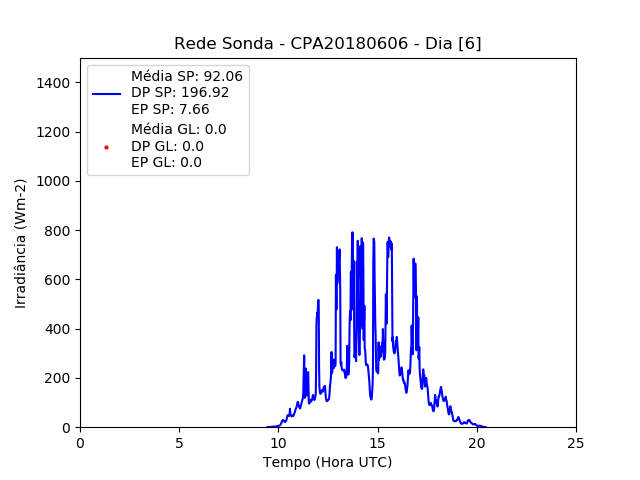 Rede Sonda - CPA20180606 - Dia [6]
Média SP: 92.06
DP SP: 196.92
EP SP: 7.66
Média GL: 0.0
DP GL: 0.0
EP GL: 0.0
Irradiância (Wm-2)
1400
1200
1000
800
600
400
200
0
0 5 10 15 20 25
Tempo (Hora UTC)